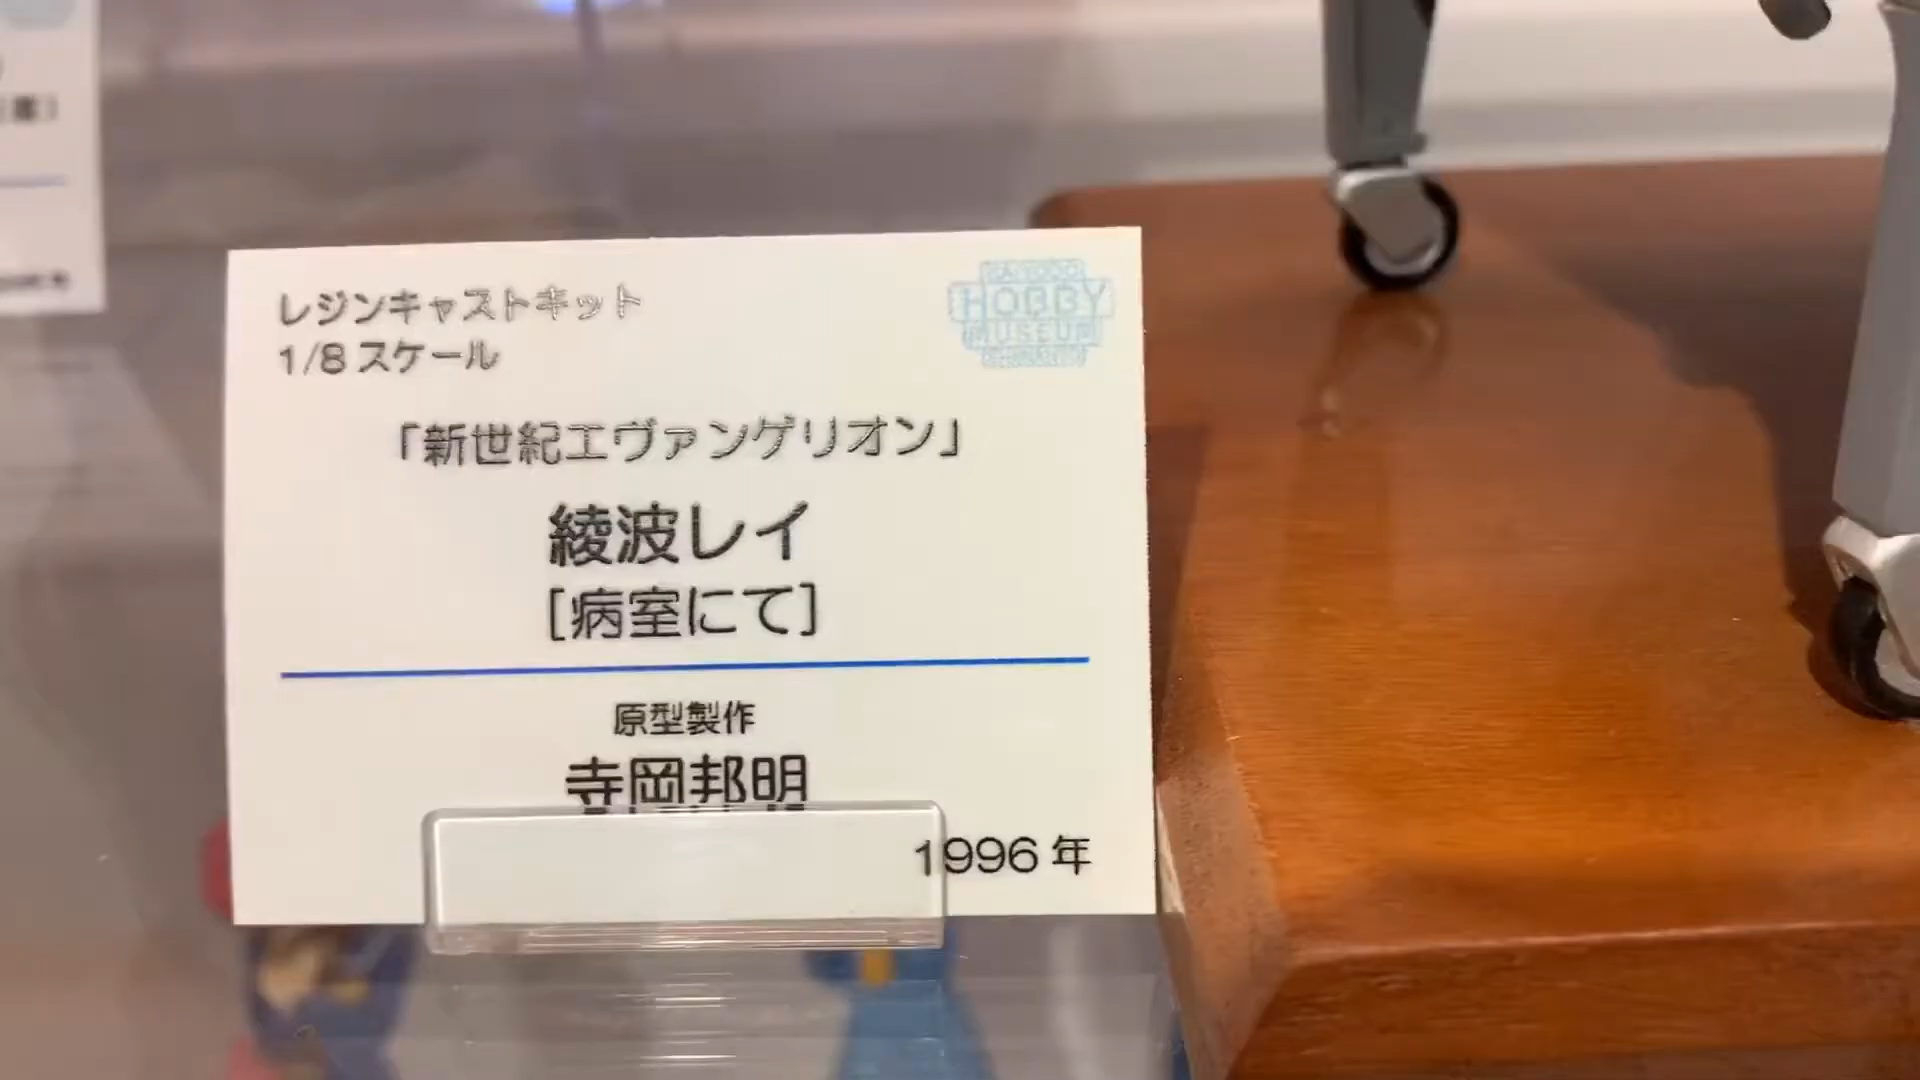 レジンキャストキット
1/8 スケール
HOBBY
MUSEUM
「新世紀エヴァンゲリオン」
綾波レイ
[病室にて]
原型製作
寺岡邦明
1996 年